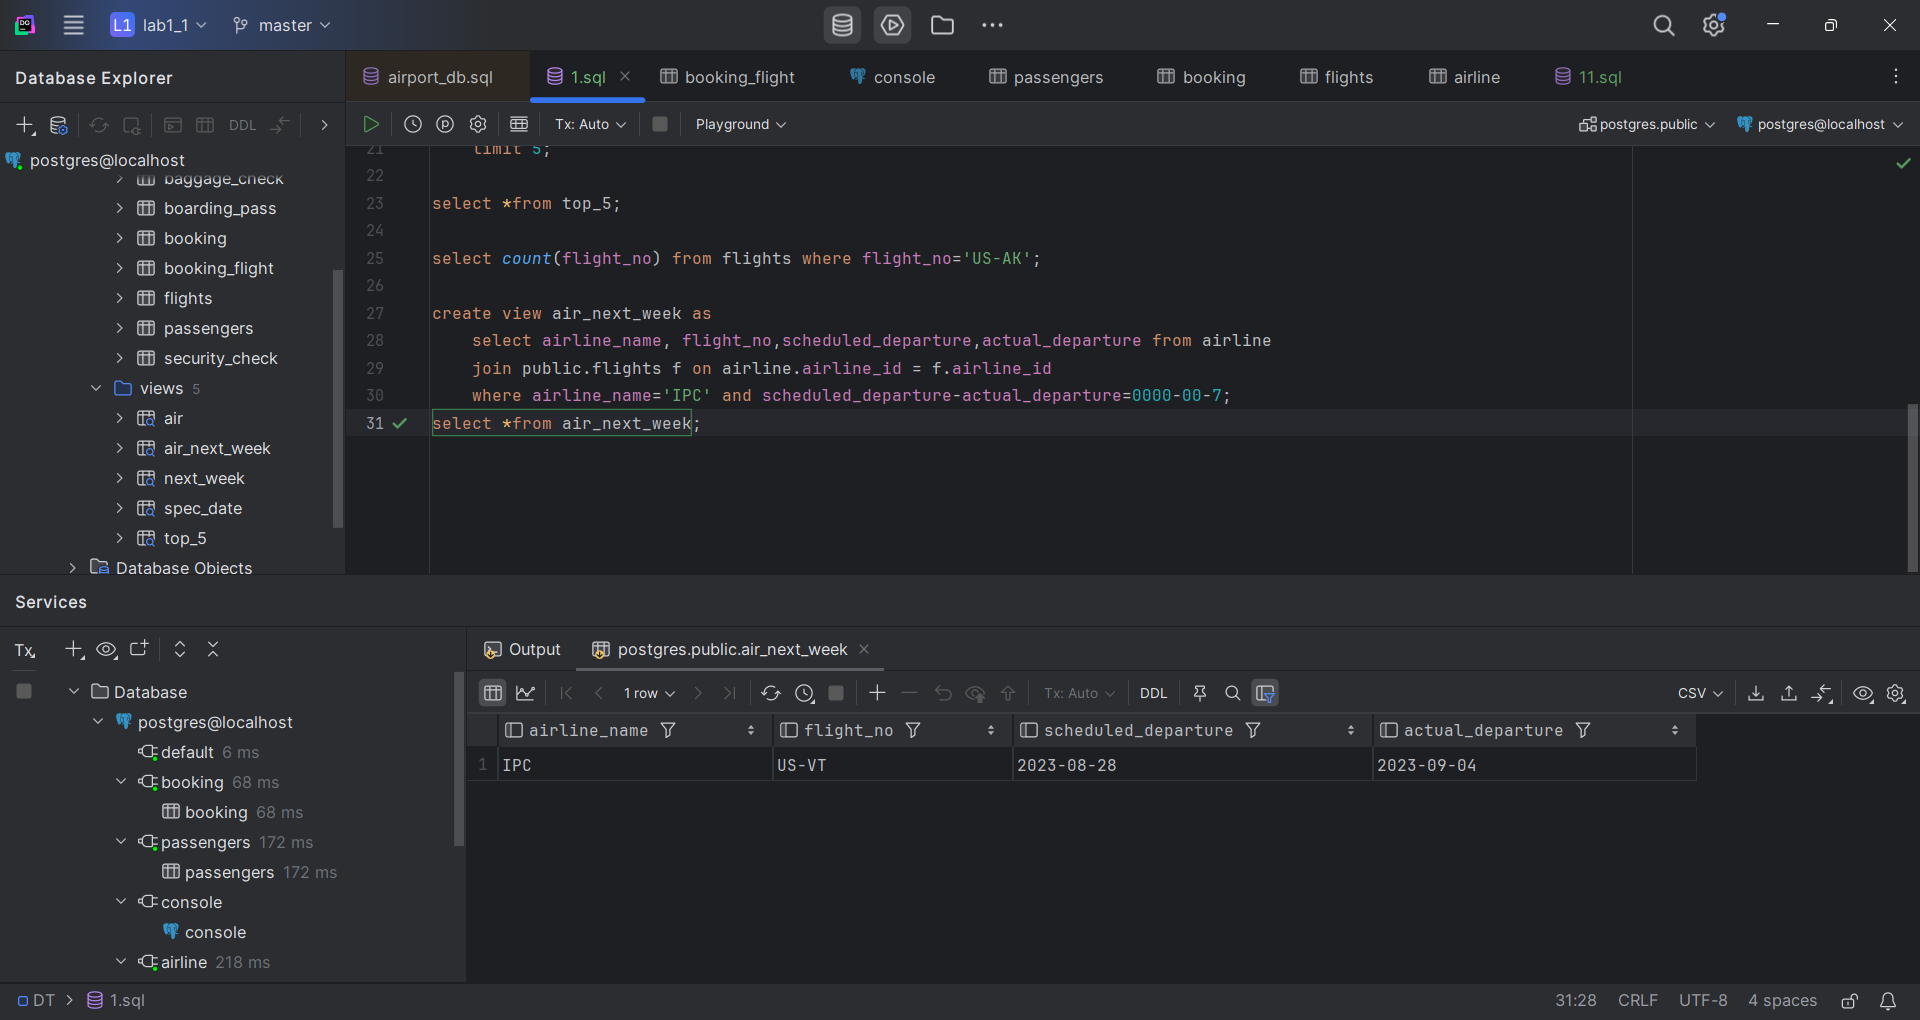 L1 lab1_1 master
Database Explorer
airport_db.sql 1.sql booking_flight console passengers booking flights airline 11.sql
DDL
Tx: Auto Playground postgres.public postgres@localhost
postgres@localhost
baggage_check
boarding_pass
booking
booking_flight
flights
passengers
security_check
views 5
air
air_next_week
next_week
spec_date
top_5
Database Objects
21 limit 5;
22
23 select *from top_5;
24
25 select count(flight_no) from flights where flight_no='US-AK';
26
27 create view air_next_week as
28 select airline_name, flight_no,scheduled_departure,actual_departure from airline
29 join public.flights f on airline.airline_id = f.airline_id
30 where airline_name='IPC' and scheduled_departure-actual_departure=0000-00-7;
31 select *from air_next_week;
Services
Tx
Database
postgres@localhost
default 6 ms
booking 68 ms
booking 68 ms
passengers 172 ms
passengers 172 ms
console
console
airline 218 ms
Output postgres.public.air_next_week
1 row Tx: Auto DDL CSV
airline_name flight_no scheduled_departure actual_departure
1 IPC US-VT 2023-08-28 2023-09-04
DT 1.sql 31:28 CRLF UTF-8 4 spaces